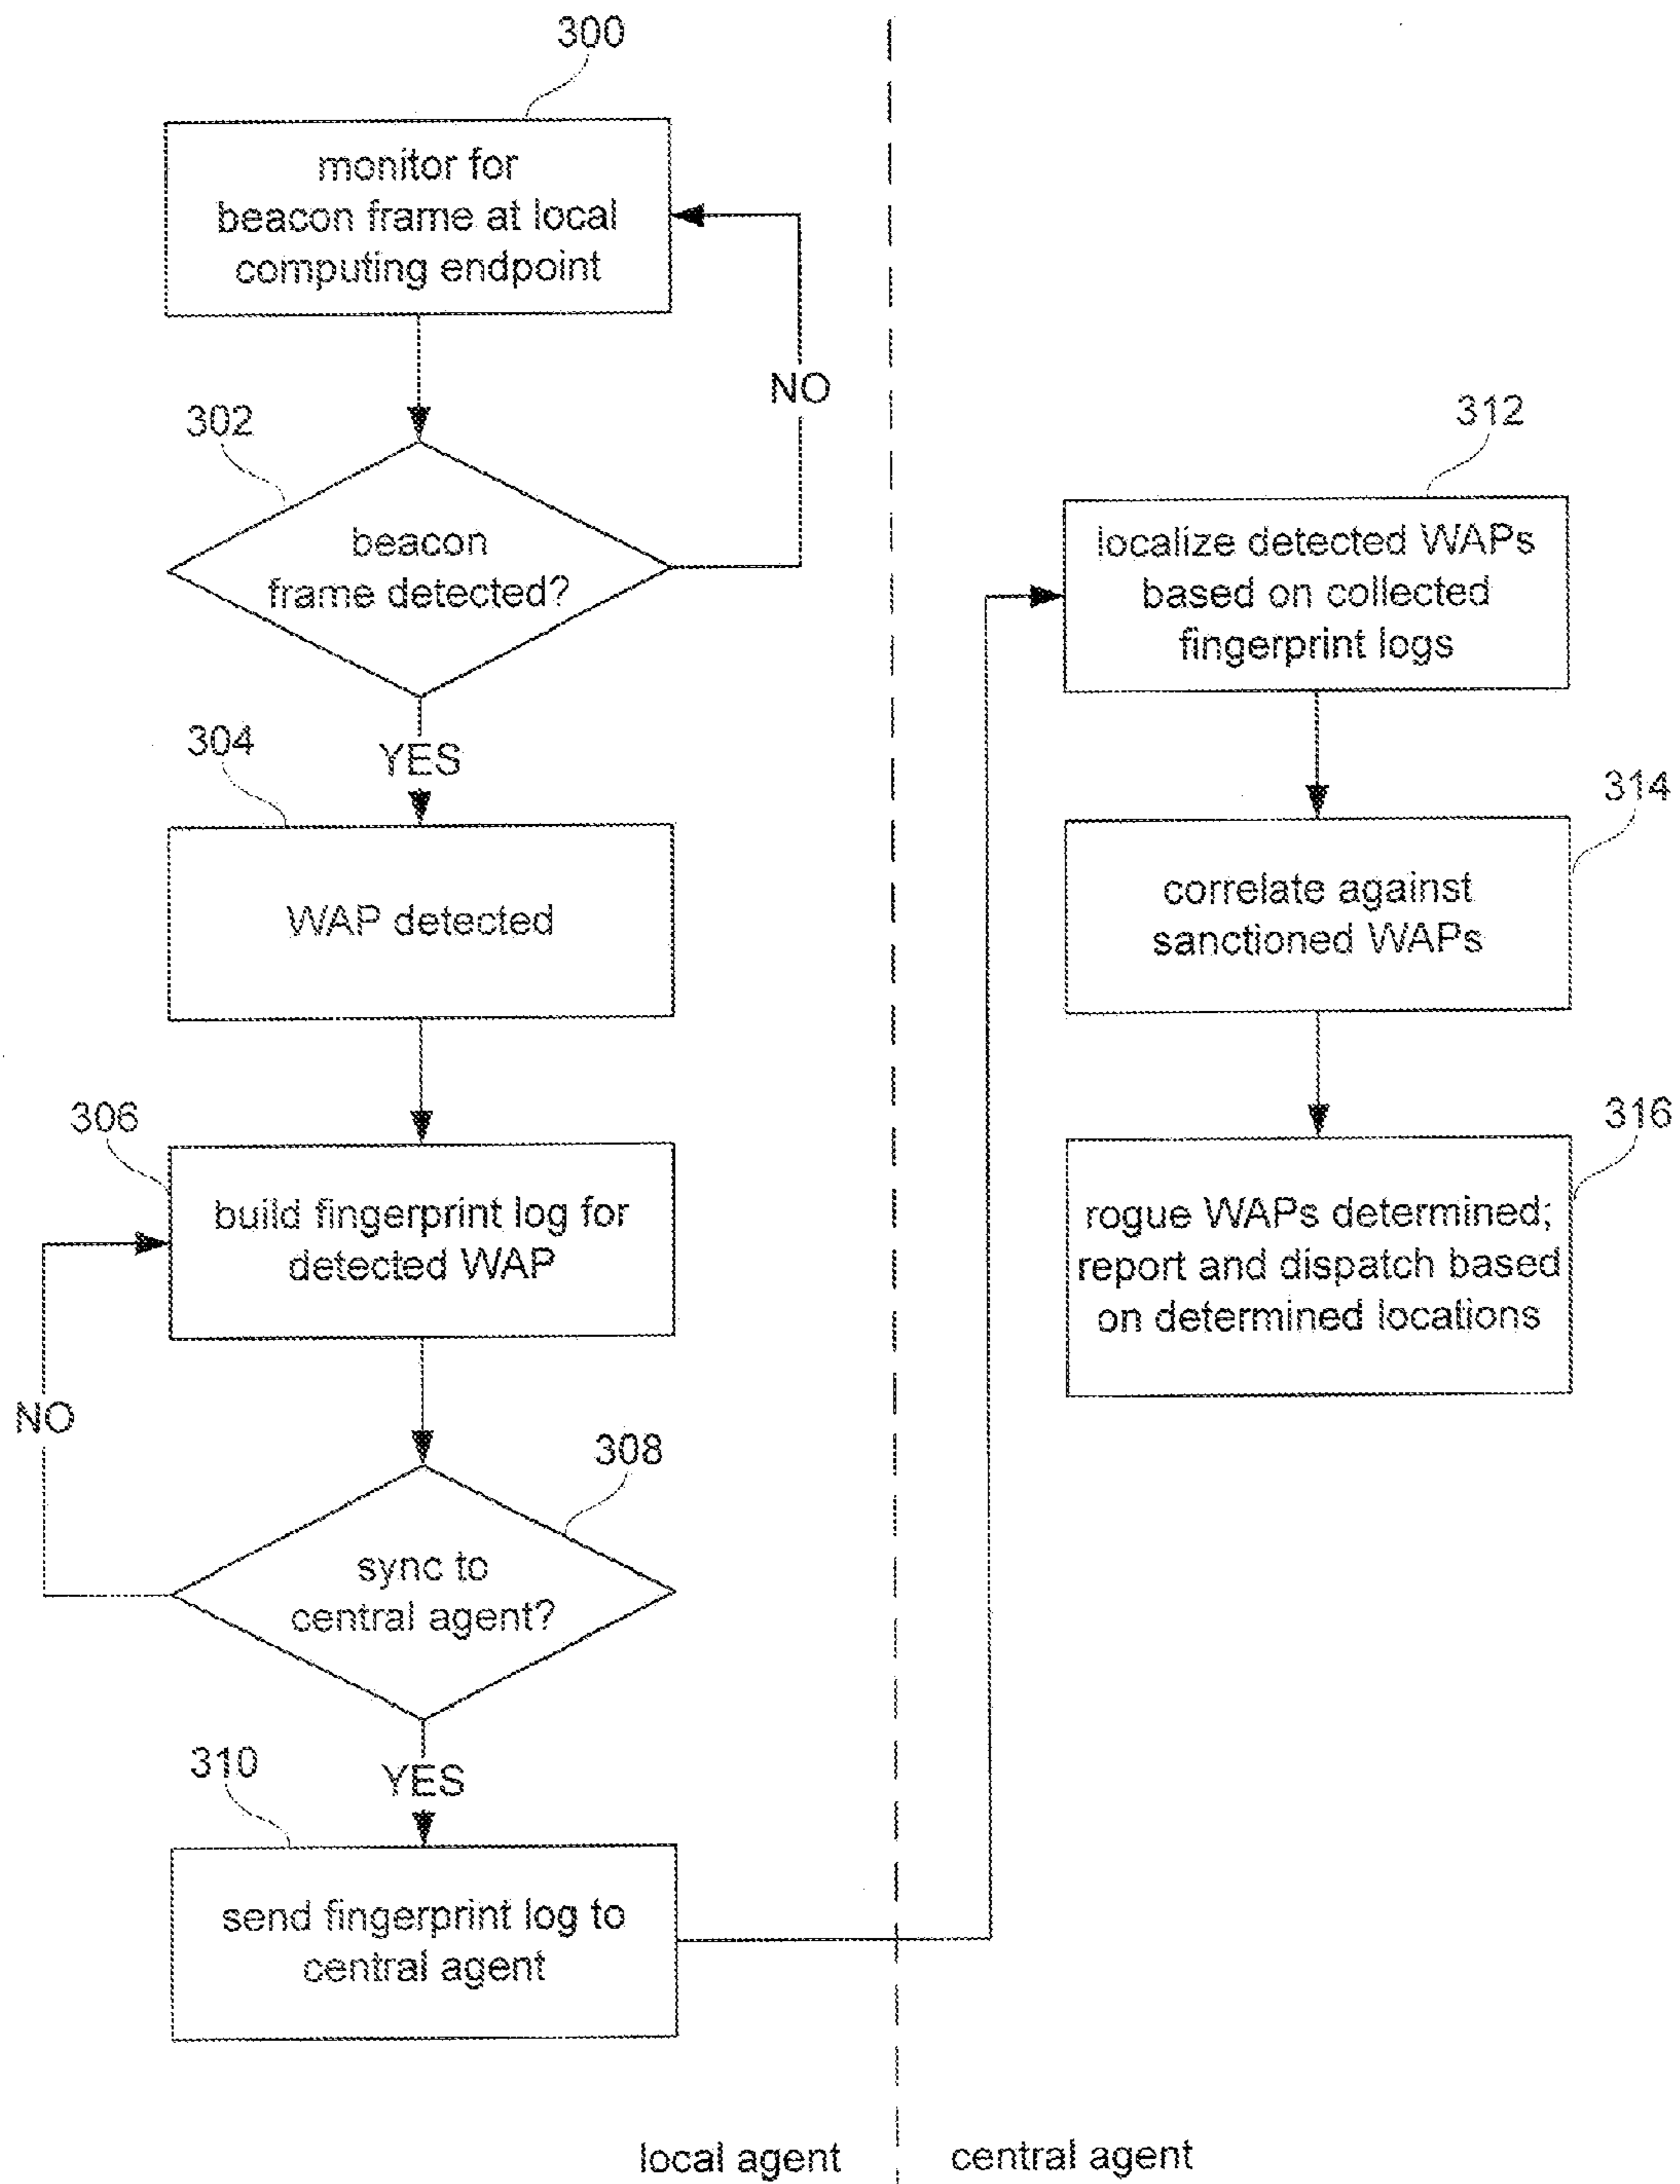 300
monitor for
beacon frame at local
computing endpoint
NO
302
beacon
frame detected?
YES
304
WAP detected
306
build fingerprint log for
detected WAP
NO
308
sync to
central agent?
YES
310
send fingerprint log to
central agent
local agent
312
localize detected WAPs
based on collected
fingerprint logs
314
correlate against
sanctioned WAPs
316
rogue WAPs determined;
report and dispatch based
on determined locations
central agent